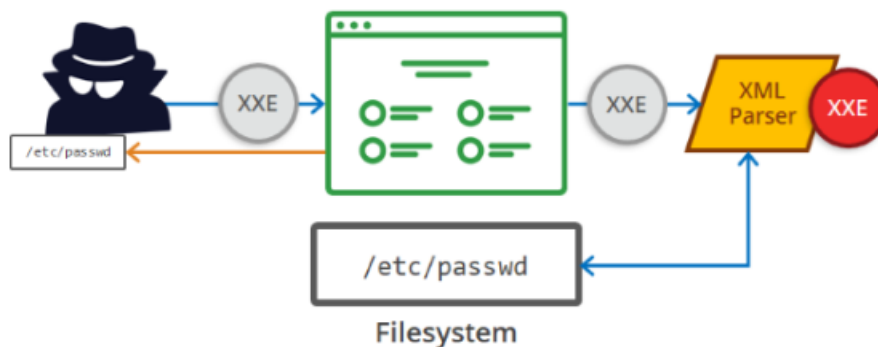 XXE
XXE
XML
Parser
XXE
/etc/passwd
/etc/passwd
Filesystem